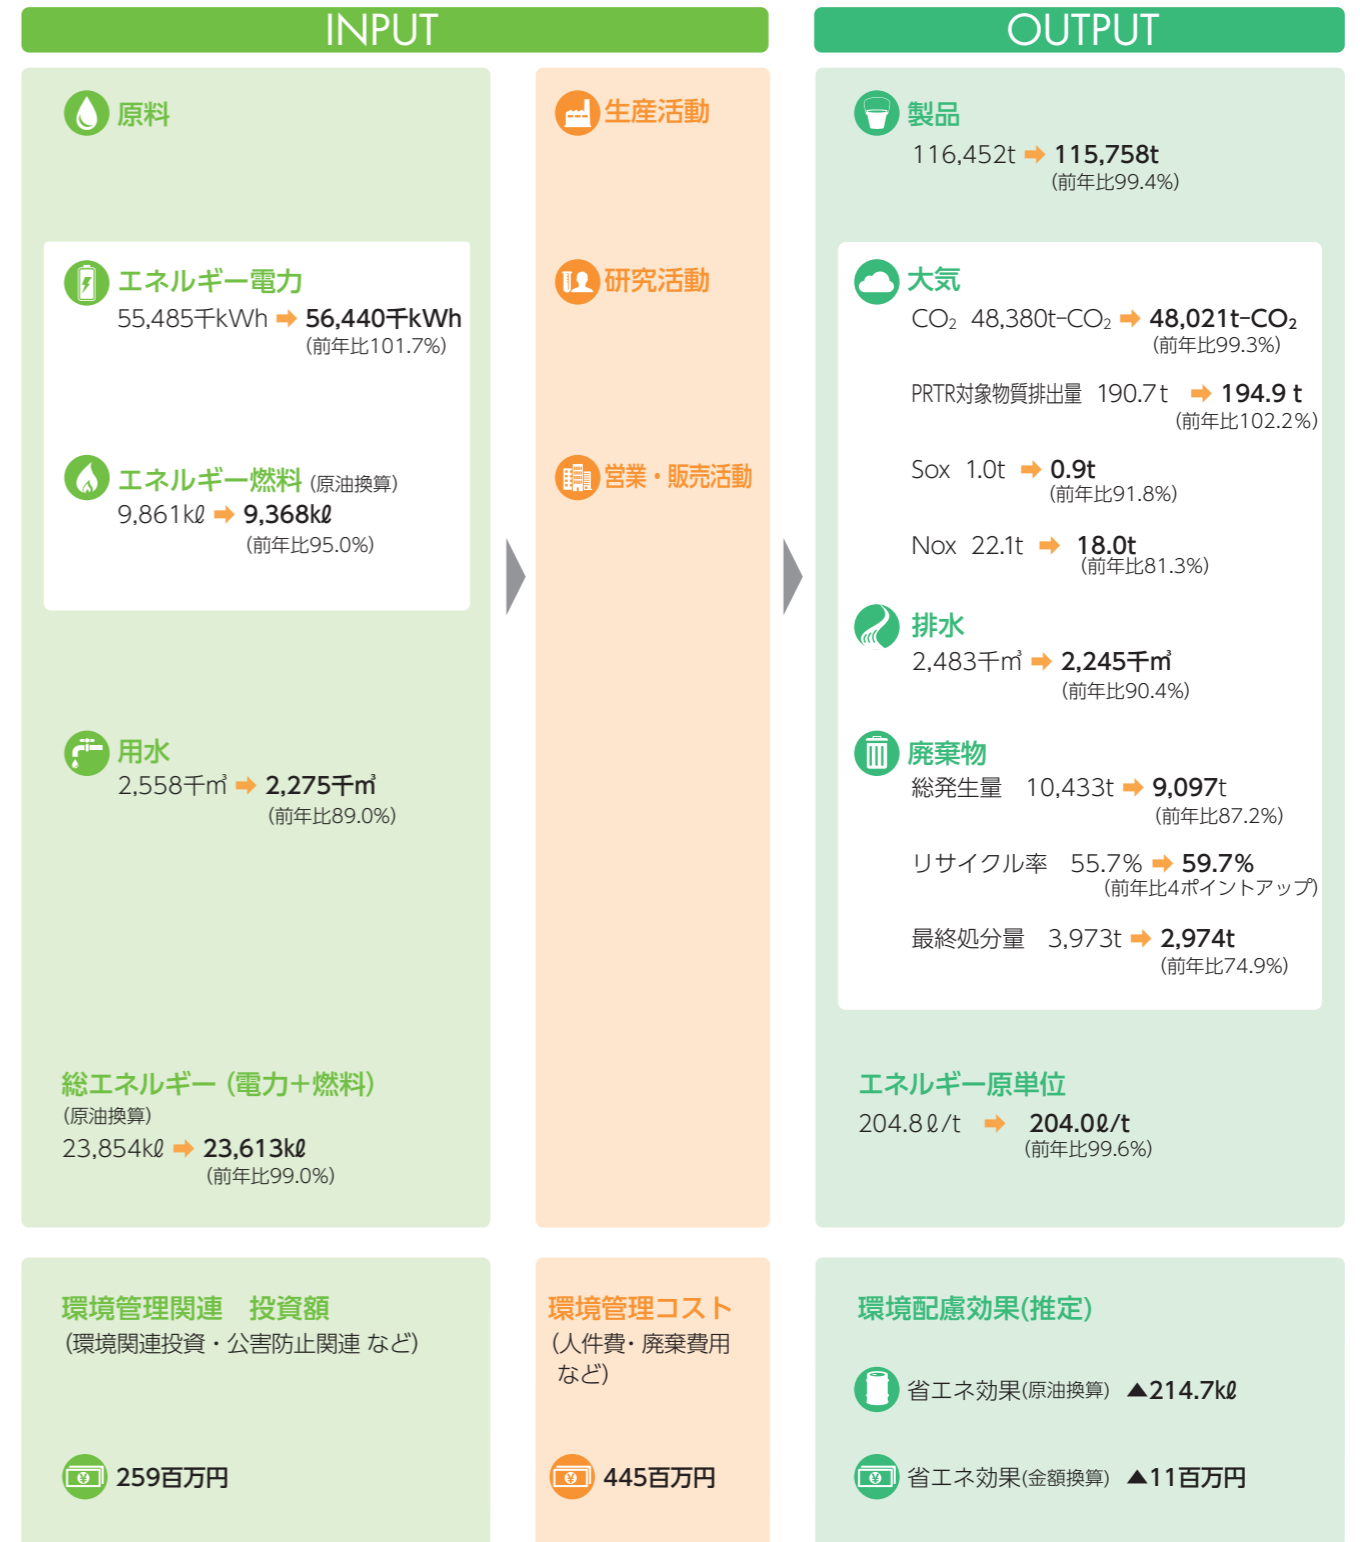 INPUT
原料
エネルギー電力
55,485千kWh ➡ 56,440千kWh
(前年比101.7%)
エネルギー燃料 (原油換算)
9,861kℓ ➡ 9,368kℓ
(前年比95.0%)
用水
2,558千㎥ ➡ 2,275千㎥
(前年比89.0%)
総エネルギー (電力+燃料)
(原油換算)
23,854kℓ ➡ 23,613kℓ
(前年比99.0%)
生産活動
研究活動
営業・販売活動
OUTPUT
製品
116,452t ➡ 115,758t
(前年比99.4%)
大気
CO₂ 48,380t-CO₂ ➡ 48,021t-CO₂
(前年比99.3%)
PRTR対象物質排出量 190.7t ➡ 194.9 t
(前年比102.2%)
Sox 1.0t ➡ 0.9t
(前年比91.8%)
Nox 22.1t ➡ 18.0t
(前年比81.3%)
排水
2,483千㎥ ➡ 2,245千㎥
(前年比90.4%)
廃棄物
総発生量 10,433t ➡ 9,097t
(前年比87.2%)
リサイクル率 55.7% ➡ 59.7%
(前年比4ポイントアップ)
最終処分量 3,973t ➡ 2,974t
(前年比74.9%)
エネルギー原単位
204.8ℓ/t ➡ 204.0ℓ/t
(前年比99.6%)
環境管理関連 投資額
(環境関連投資・公害防止関連 など)
259百万円
環境管理コスト
(人件費・廃棄費用
など)
445百万円
環境配慮効果(推定)
省エネ効果(原油換算) ▲214.7kℓ
省エネ効果(金額換算) ▲11百万円